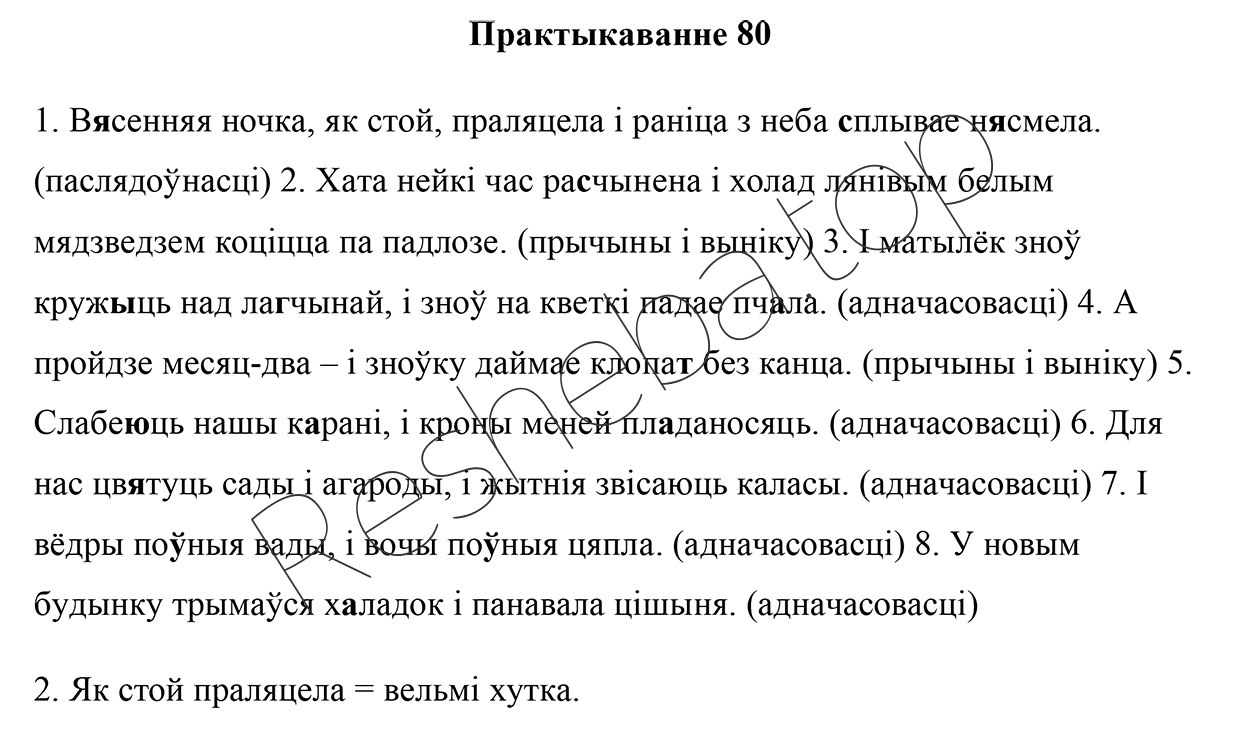 Практыкаванне 80
1. Вясенняя ночка, як стой, праляцела і раніца з неба сплывае нясмела.
(паслядоўнасці) 2. Хата нейкі час расчынена і холад лянівым белым
мядзведзем коціцца па падлозе. (прычыны і выніку) 3. І матылёк зноў
кружыць над лагчынай, і зноў на кветкі падае пчала. (адначасовасці) 4. А
пройдзе месяц-два – і зноўку даймае клопат без канца. (прычыны і выніку) 5.
Слабеюць нашы карані, і кроны меней пладаносяць. (адначасовасці) 6. Для
нас цвятуць сады і агароды, і жытнія звісаюць каласы. (адначасовасці) 7. І
вёдры поўныя вады, і вочы поўныя цяпла. (адначасовасці) 8. У новым
будынку трымаўся халадок і панавала цішыня. (адначасовасці)
2. Як стой праляцела = вельмі хутка.
Resheba.top